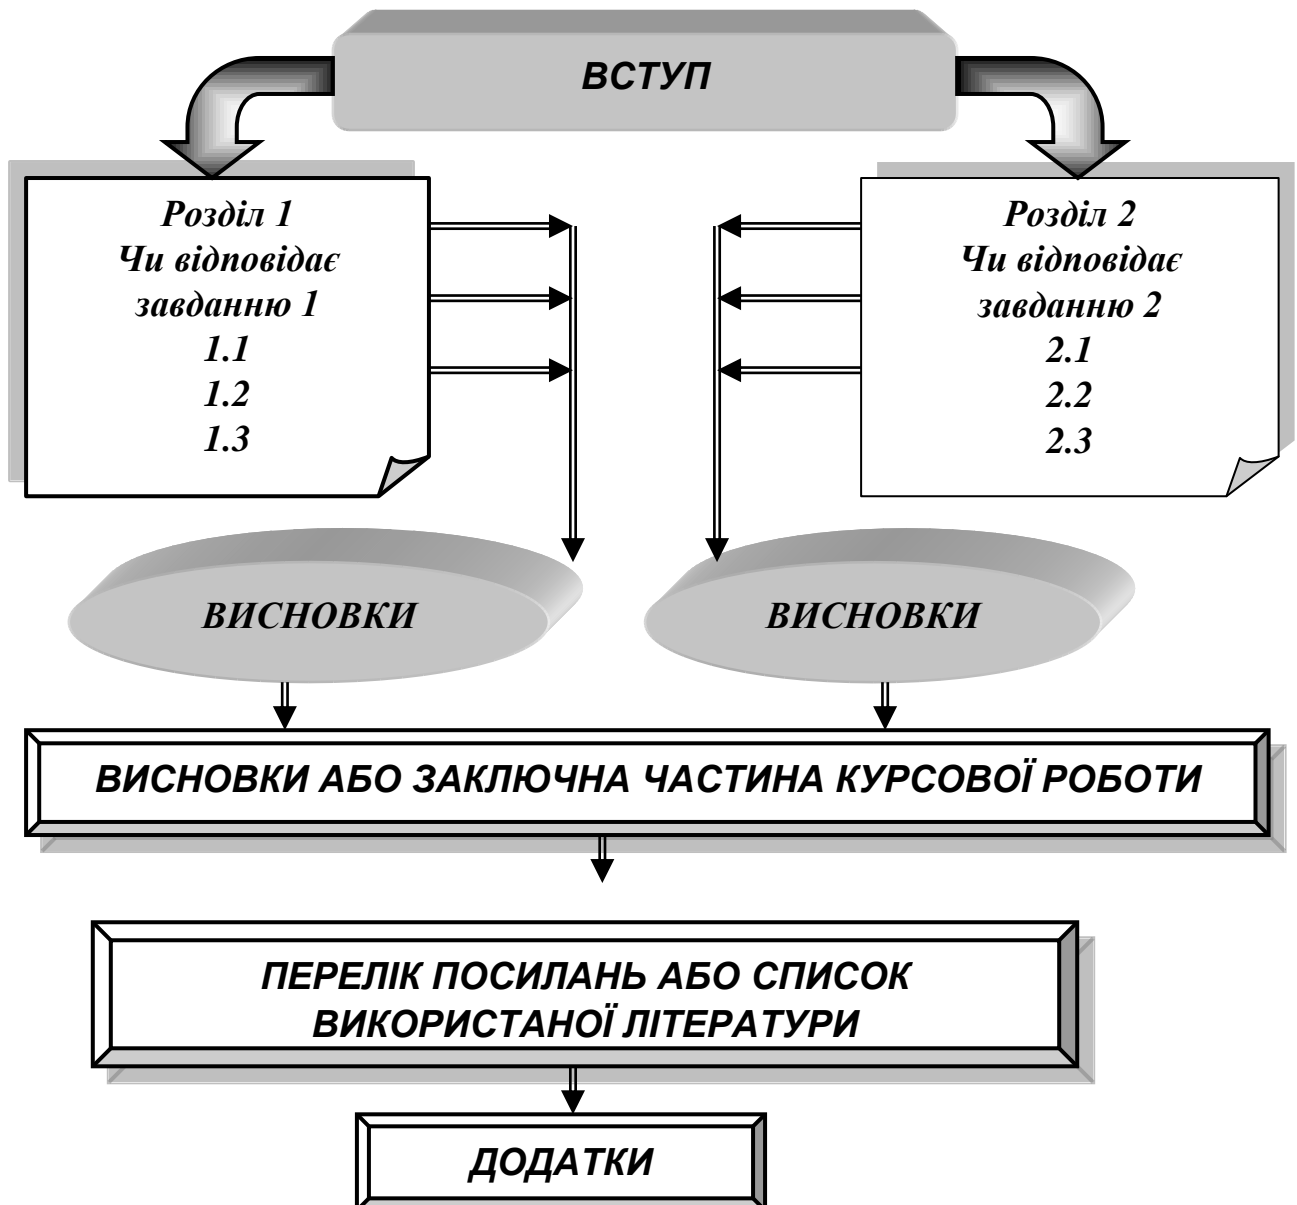 ВСТУП
Розділ 1
Чи відповідає
завданню 1
1.1
1.2
1.3
Розділ 2
Чи відповідає
завданню 2
2.1
2.2
2.3
ВИСНОВКИ
ВИСНОВКИ
ВИСНОВКИ АБО ЗАКЛЮЧНА ЧАСТИНА КУРСОВОЇ РОБОТИ
ПЕРЕЛІК ПОСИЛАНЬ АБО СПИСОК
ВИКОРИСТАНОЇ ЛІТЕРАТУРИ
ДОДАТКИ